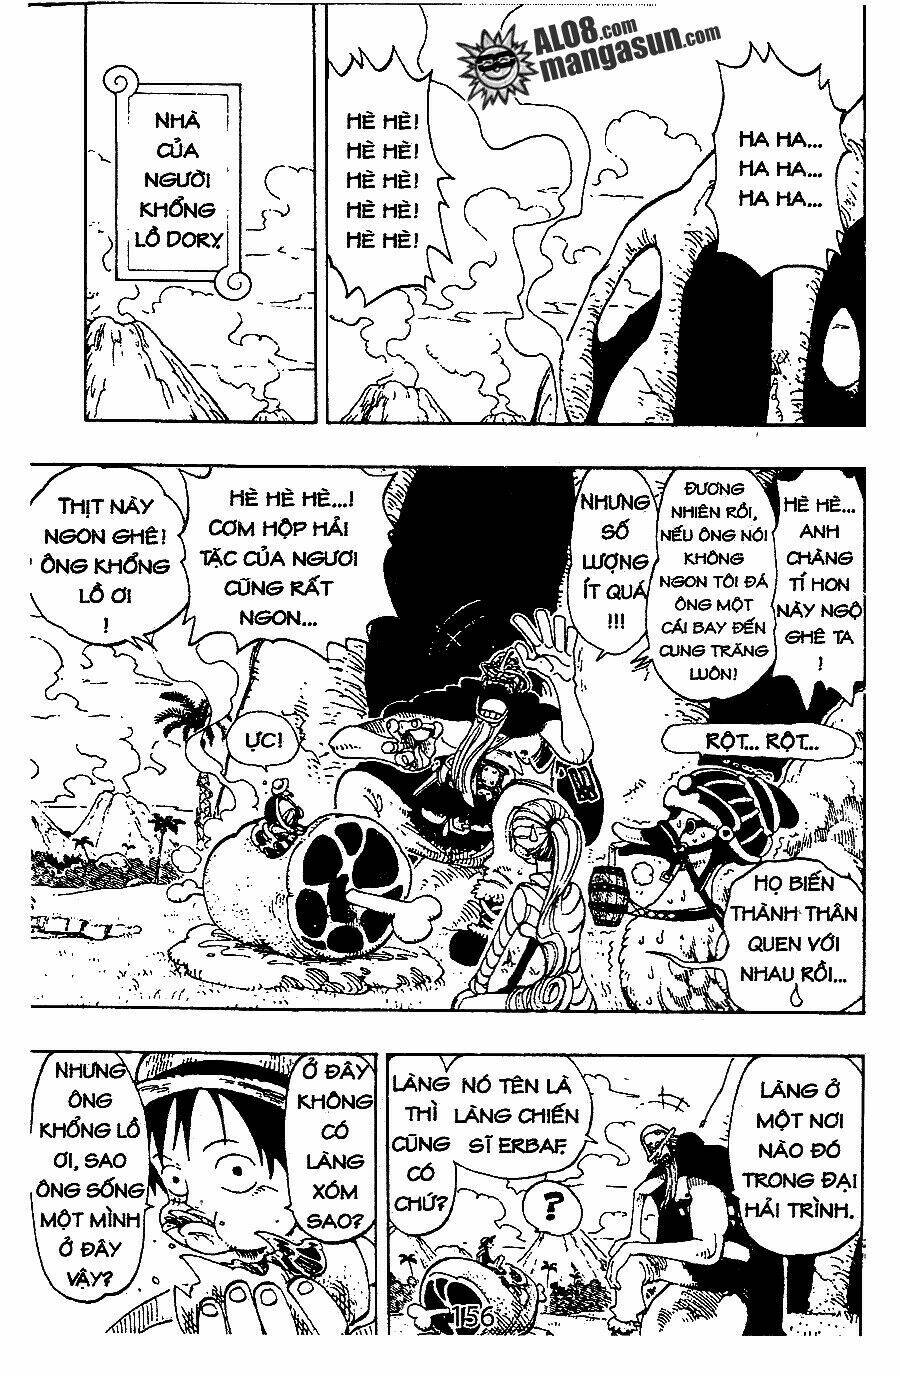 AL08.com
mangasun.com
NHÀ
CỦA
NGƯỜI
KHỔNG
LỒ DORY.
HÈ HÈ!
HÈ HÈ!
HÈ HÈ!
HÈ HÈ!
HÈ HÈ!
HA HA...
HA HA...
HA HA...
THỊT NÀY
NGON GHÊ!
ÔNG KHỔNG
LỒ ƠI
!
HÈ HÈ HÈ...!
CƠM HỘP HẢI
TẶC CỦA NGƯƠI
CŨNG RẤT
NGON...
NHƯNG
SỐ
LƯỢNG
ÍT QUÁ
!!!
ĐƯƠNG
NHIÊN RỒI,
NẾU ÔNG NÓI
KHÔNG
NGON TÔI ĐÁ
ÔNG MỘT
CÁI BAY ĐẾN
CUNG TRĂNG
LUÔN!
HÈ HÈ...
ANH
CHÀNG
TÍ HON
NÀY NGỘ
GHÊ TA
!
ỰC!
RỘT... RỘT...
HỌ BIẾN
THÀNH THÂN
QUEN VỚI
NHAU RỒI...
NHƯNG
ÔNG
KHỔNG LỒ
ƠI, SAO
ÔNG SỐNG
MỘT MÌNH
Ở ĐÂY
VẬY?
Ở ĐÂY
KHÔNG
CÓ
LÀNG
XÓM
SAO?
LÀNG
THÌ
CŨNG
CÓ
CHỨ?
NÓ TÊN LÀ
LÀNG CHIẾN
SĨ ERBAF.
?
LÀNG Ở
MỘT NƠI
NÀO ĐÓ
TRONG ĐẠI
HẢI TRÌNH.
156